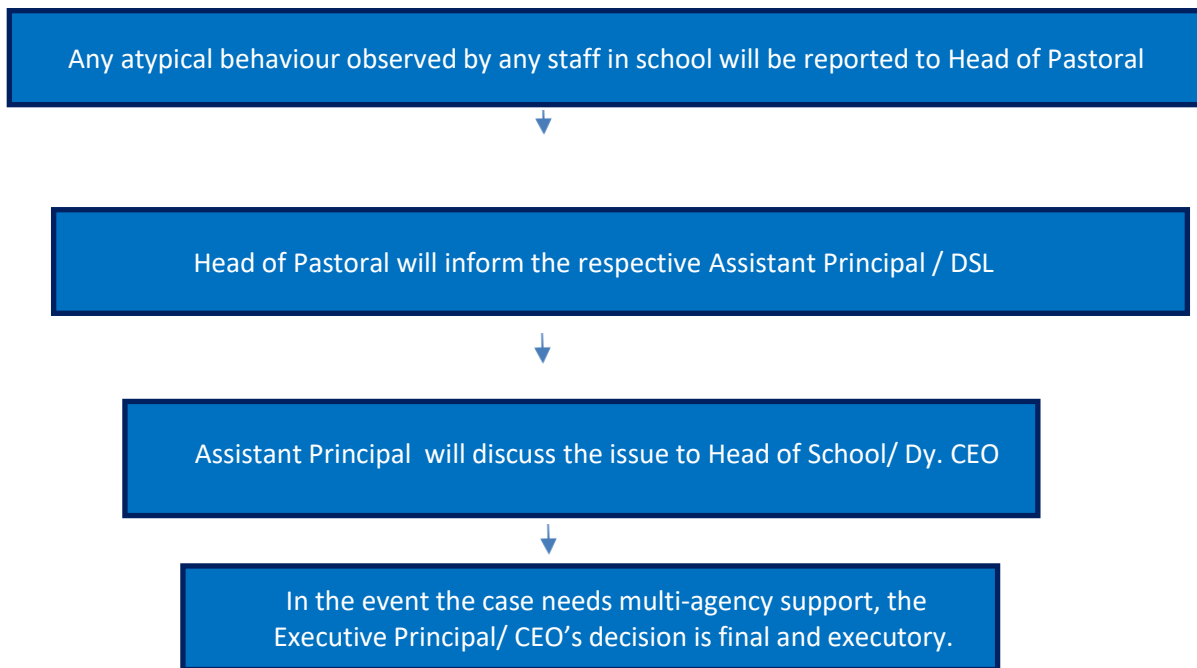 Any atypical behaviour observed by any staff in school will be reported to Head of Pastoral
Head of Pastoral will inform the respective Assistant Principal / DSL
Assistant Principal  will discuss the issue to Head of School/ Dy. CEO
In the event the case needs multi-agency support, the
Executive Principal/ CEO’s decision is final and executory.